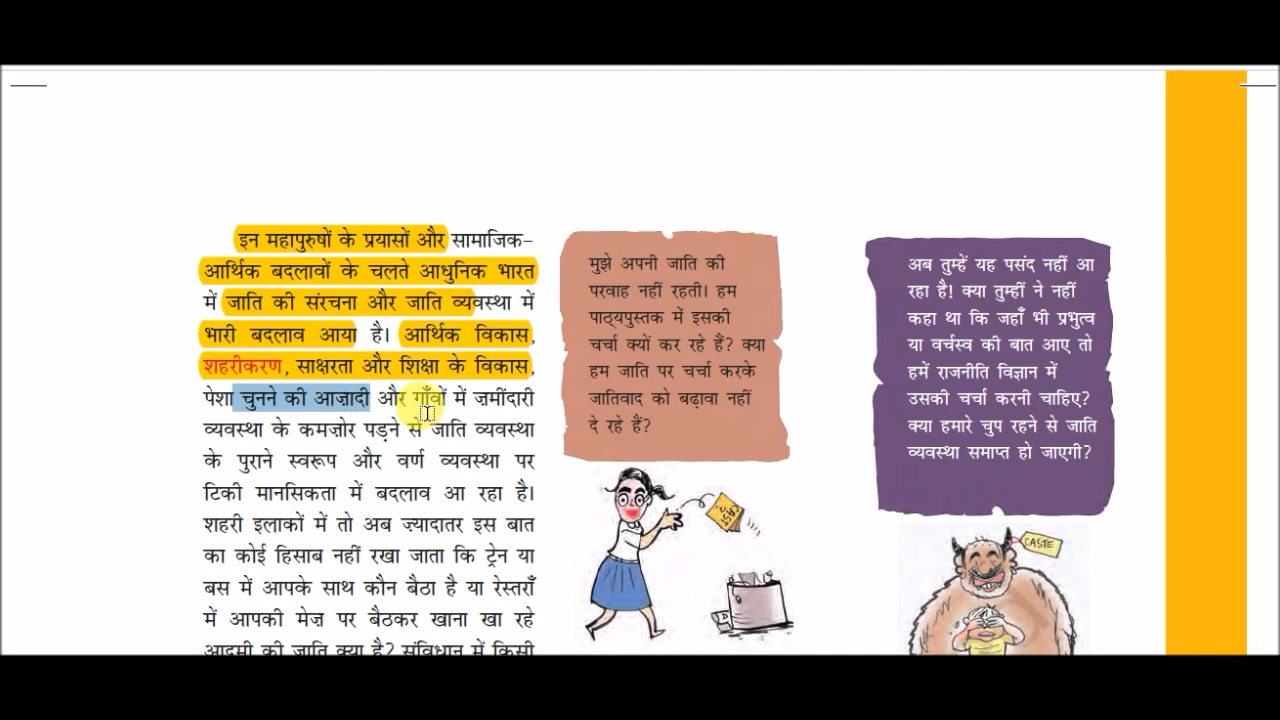 इन महापुरुषों के प्रयासों और सामाजिक–
आर्थिक बदलावों के चलते आधुनिक भारत
में जाति की संरचना और जाति व्यवस्था में
भारी बदलाव आया है। आर्थिक विकास,
शहरीकरण, साक्षरता और शिक्षा के विकास,
पेशा चुनने की आज़ादी और गाँवों में ज़मींदारी
व्यवस्था के कमज़ोर पड़ने से जाति व्यवस्था
के पुराने स्वरूप और वर्ण व्यवस्था पर
टिकी मानसिकता में बदलाव आ रहा है।
शहरी इलाकों में तो अब ज़्यादातर इस बात
का कोई हिसाब नहीं रखा जाता कि ट्रेन या
बस में आपके साथ कौन बैठा है या रेस्तराँ
में आपकी मेज़ पर बैठकर खाना खा रहे
आदमी की जाति क्या है? संविधान में किसी
मुझे अपनी जाति की
परवाह नहीं रहती। हम
पाठ्यपुस्तक में इसकी
चर्चा क्यों कर रहे हैं? क्या
हम जाति पर चर्चा करके
जातिवाद को बढ़ावा नहीं
दे रहे हैं?
CAST
अब तुम्हें यह पसंद नहीं आ
रहा है! क्या तुम्हीं ने नहीं
कहा था कि जहाँ भी प्रभुत्व
या वर्चस्व की बात आए तो
हमें राजनीति विज्ञान में
उसकी चर्चा करनी चाहिए?
क्या हमारे चुप रहने से जाति
व्यवस्था समाप्त हो जाएगी?
CASTE